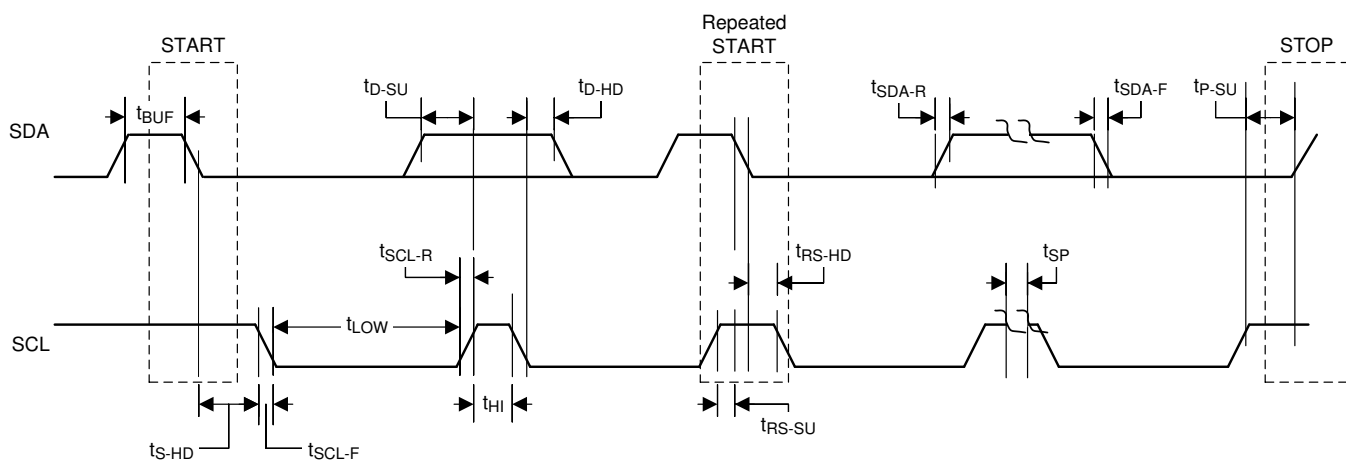 Repeated
START
START
STOP
tD-SU
tD-HD
tSDA-R
tSDA-F
tP-SU
tBUF
SDA
tSCL-R
tRS-HD
tSP
tLOW
SCL
tHI
tRS-SU
tS-HD
tSCL-F